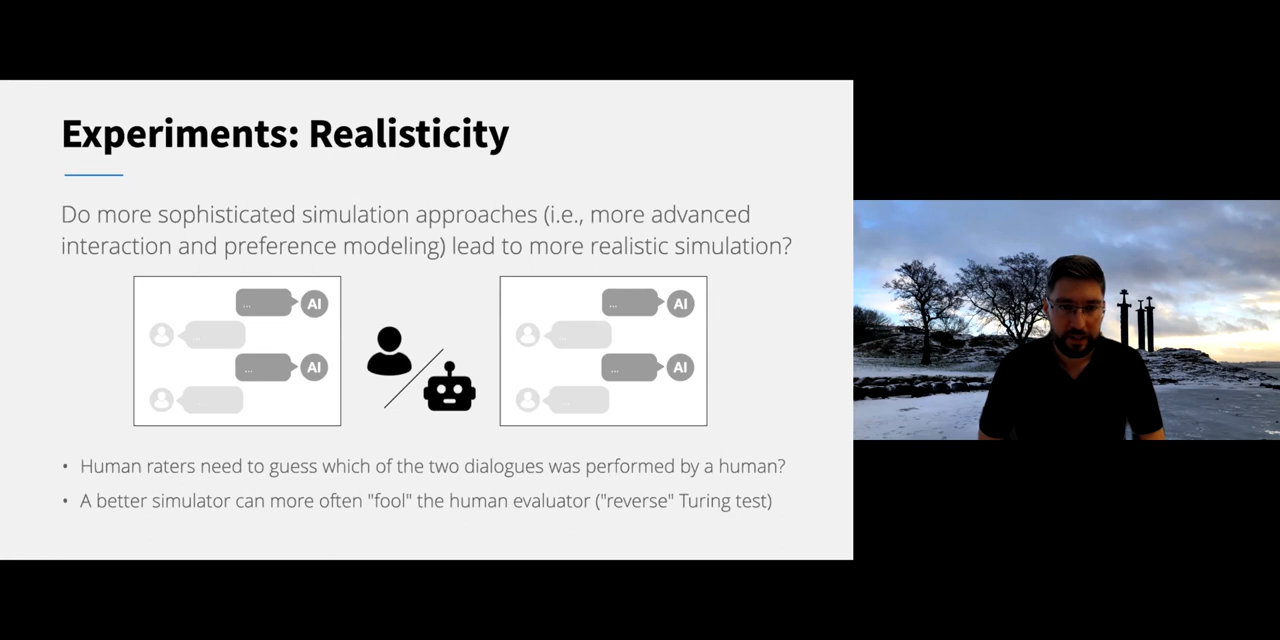 Experiments: Realisticity
Do more sophisticated simulation approaches (i.e., more advanced
interaction and preference modeling) lead to more realistic simulation?
... AI
...
... AI
...
... AI
...
... AI
...
• Human raters need to guess which of the two dialogues was performed by a human?
• A better simulator can more often "fool" the human evaluator ("reverse" Turing test)